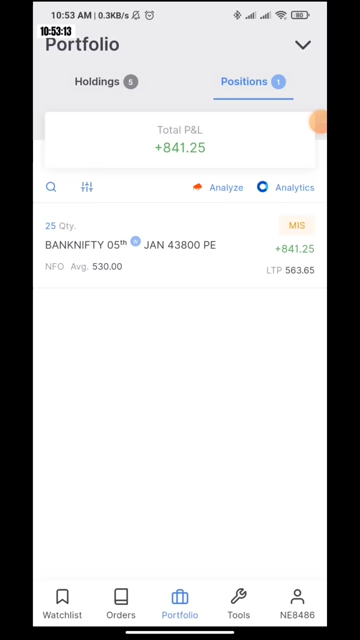 10:53 AM | 0.3KB/s
80
10:53:13
Portfolio
Holdings 5
Positions 1
Total P&L
+841.25
Analyze
Analytics
25 Qty.
MIS
BANKNIFTY 05th W JAN 43800 PE
+841.25
NFO Avg. 530.00
LTP 563.65
Watchlist
Orders
Portfolio
Tools
NE8486